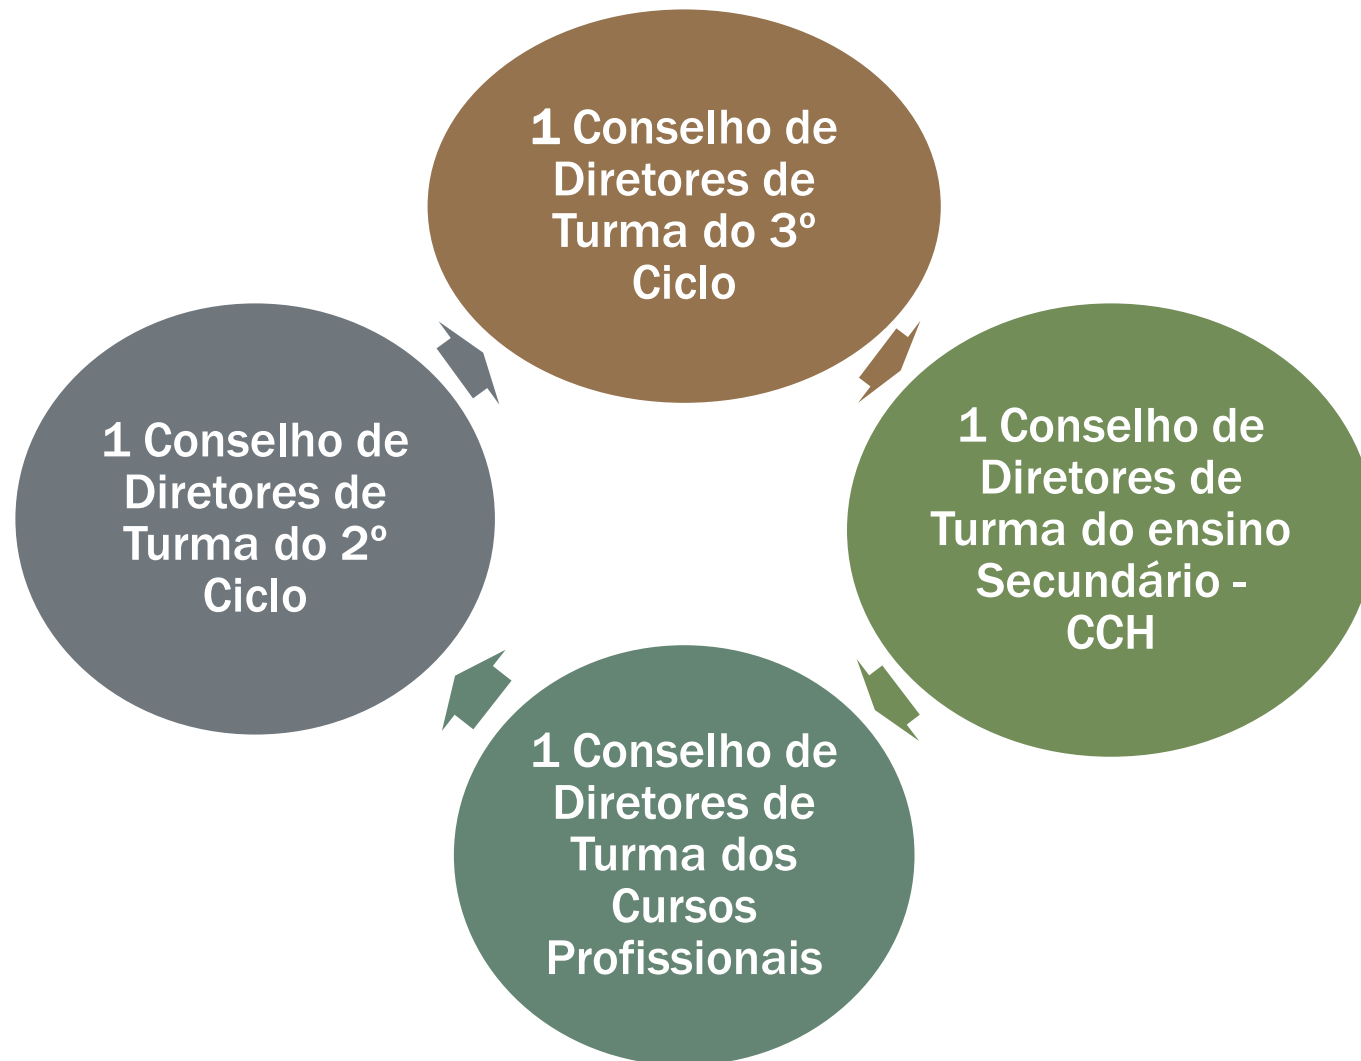 1 Conselho de
Diretores de
Turma do 3º
Ciclo
1 Conselho de
Diretores de
Turma do ensino
Secundário -
CCH
1 Conselho de
Diretores de
Turma dos
Cursos
Profissionais
1 Conselho de
Diretores de
Turma do 2º
Ciclo